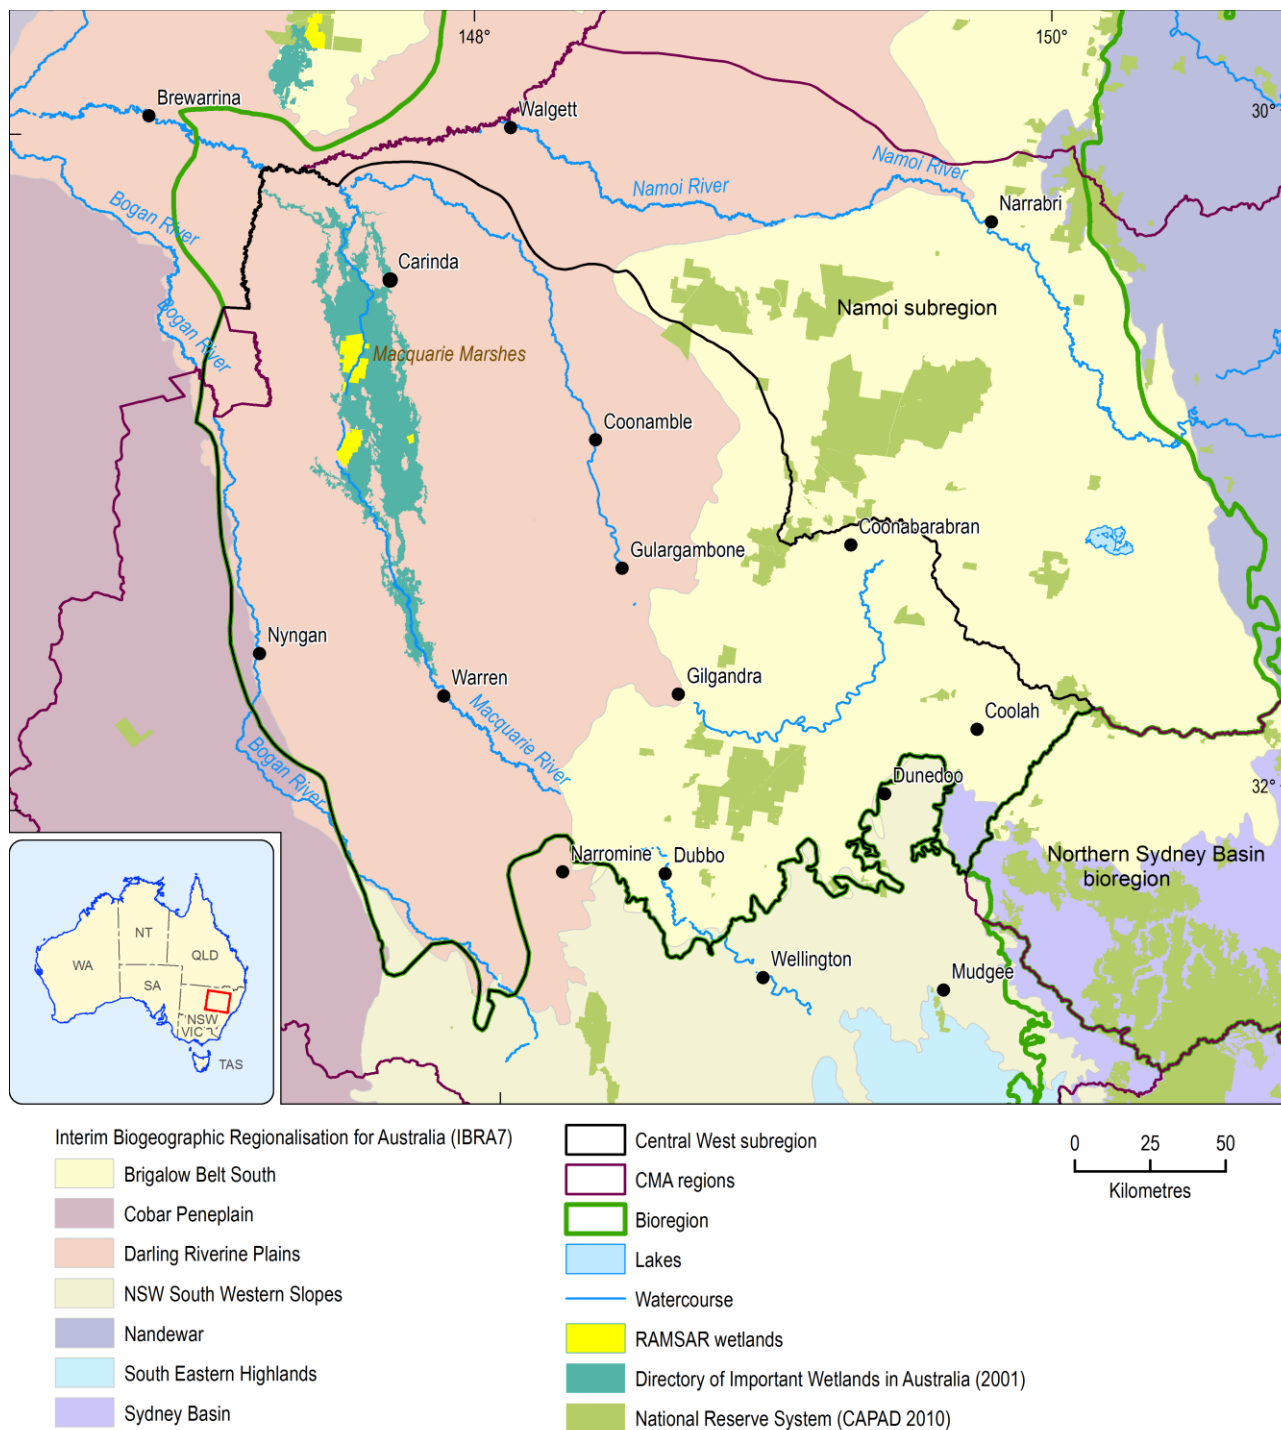 148°
150°
Brewarrina
Walgett
30°
Namoi River
Namoi River
Narrabri
Bogan River
Carinda
Bogan River
Namoi subregion
Macquarie Marshes
Coonamble
Coonabarabran
Gulargambone
Nyngan
Warren
Gilgandra
Coolah
Macquarie River
Bogan River
Dunedoo
32°
Narromine
Dubbo
Northern Sydney Basin
bioregion
Wellington
Mudgee
NT
QLD
WA
SA
NSW
VIC
TAS
Interim Biogeographic Regionalisation for Australia (IBRA7)
Brigalow Belt South
Cobar Peneplain
Darling Riverine Plains
NSW South Western Slopes
Nandewar
South Eastern Highlands
Sydney Basin
Central West subregion
CMA regions
Bioregion
Lakes
Watercourse
RAMSAR wetlands
Directory of Important Wetlands in Australia (2001)
National Reserve System (CAPAD 2010)
0 25 50
Kilometres